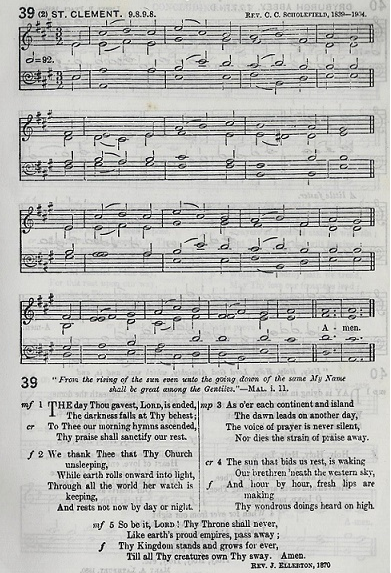 39 (2) ST. CLEMENT. 9.8.9.8. REV. C. C. SCHOLEFIELD, 1839—1904.
=92.
A - men.
39 "From the rising of the sun even unto the going down of the same My Name
shall be great among the Gentiles."—MAL. i. 11.
mf 1 THE day Thou gavest, LORD, is ended,
The darkness falls at Thy behest;
cr To Thee our morning hymns ascended,
Thy praise shall sanctify our rest.
f 2 We thank Thee that Thy Church
unsleeping,
While earth rolls onward into light,
Through all the world her watch is
keeping,
And rests not now by day or night.
mp 3 As o'er each continent and island
The dawn leads on another day,
The voice of prayer is never silent,
Nor dies the strain of praise away.
cr 4 The sun that bids us rest, is waking
Our brethren 'neath the western sky,
f And hour by hour, fresh lips are
making
Thy wondrous doings heard on high.
mf 5 So be it, LORD! Thy Throne shall never,
Like earth's proud empires, pass away;
f Thy Kingdom stands and grows for ever,
Till all Thy creatures own Thy sway. Amen.
REV. J. ELLERTON, 1870